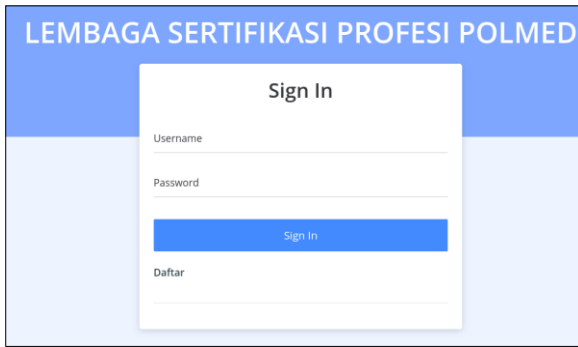 LEMBAGA SERTIFIKASI PROFESI POLMED
Sign In
Username
Password
Sign In
Daftar